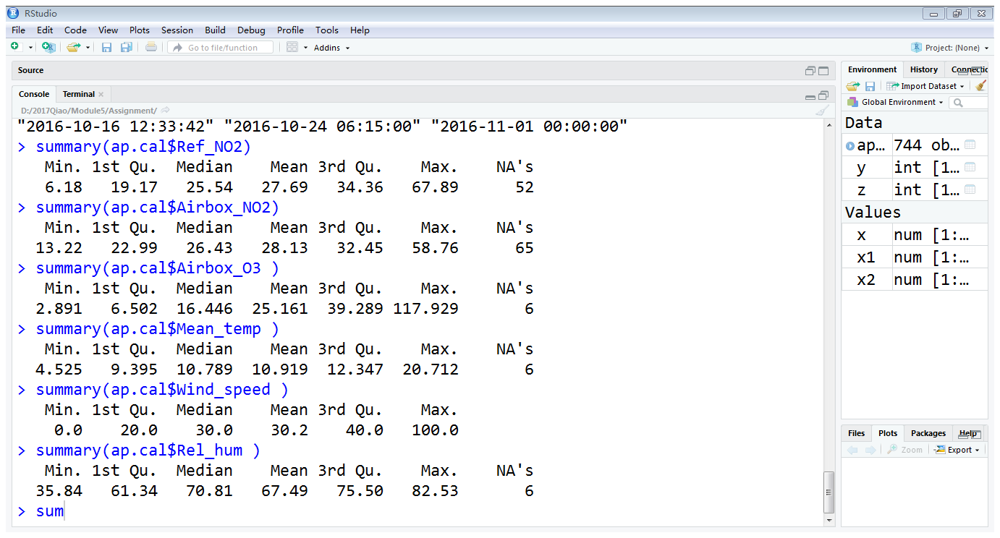 RStudio
File Edit Code View Plots Session Build Debug Profile Tools Help
Go to file/function Addins Project: (None)
Source
Console Terminal
D:/2017Qiao/Module5/Assignment/
"2016-10-16 12:33:42" "2016-10-24 06:15:00" "2016-11-01 00:00:00"
> summary(ap.cal$Ref_NO2)
Min. 1st Qu. Median Mean 3rd Qu. Max. NA's
6.18 19.17 25.54 27.69 34.36 67.89 52
> summary(ap.cal$Airbox_NO2)
Min. 1st Qu. Median Mean 3rd Qu. Max. NA's
13.22 22.99 26.43 28.13 32.45 58.76 65
> summary(ap.cal$Airbox_O3 )
Min. 1st Qu. Median Mean 3rd Qu. Max. NA's
2.891 6.502 16.446 25.161 39.289 117.929 6
> summary(ap.cal$Mean_temp )
Min. 1st Qu. Median Mean 3rd Qu. Max. NA's
4.525 9.395 10.789 10.919 12.347 20.712 6
> summary(ap.cal$Wind_speed )
Min. 1st Qu. Median Mean 3rd Qu. Max.
0.0 20.0 30.0 30.2 40.0 100.0
> summary(ap.cal$Rel_hum )
Min. 1st Qu. Median Mean 3rd Qu. Max. NA's
35.84 61.34 70.81 67.49 75.50 82.53 6
> sum
Environment History Connectio
Import Dataset
Global Environment
Data
ap… 744 ob…
y int [1…
z int [1…
Values
x num [1:…
x1 num [1:…
x2 num [1:…
Files Plots Packages Help
Zoom Export